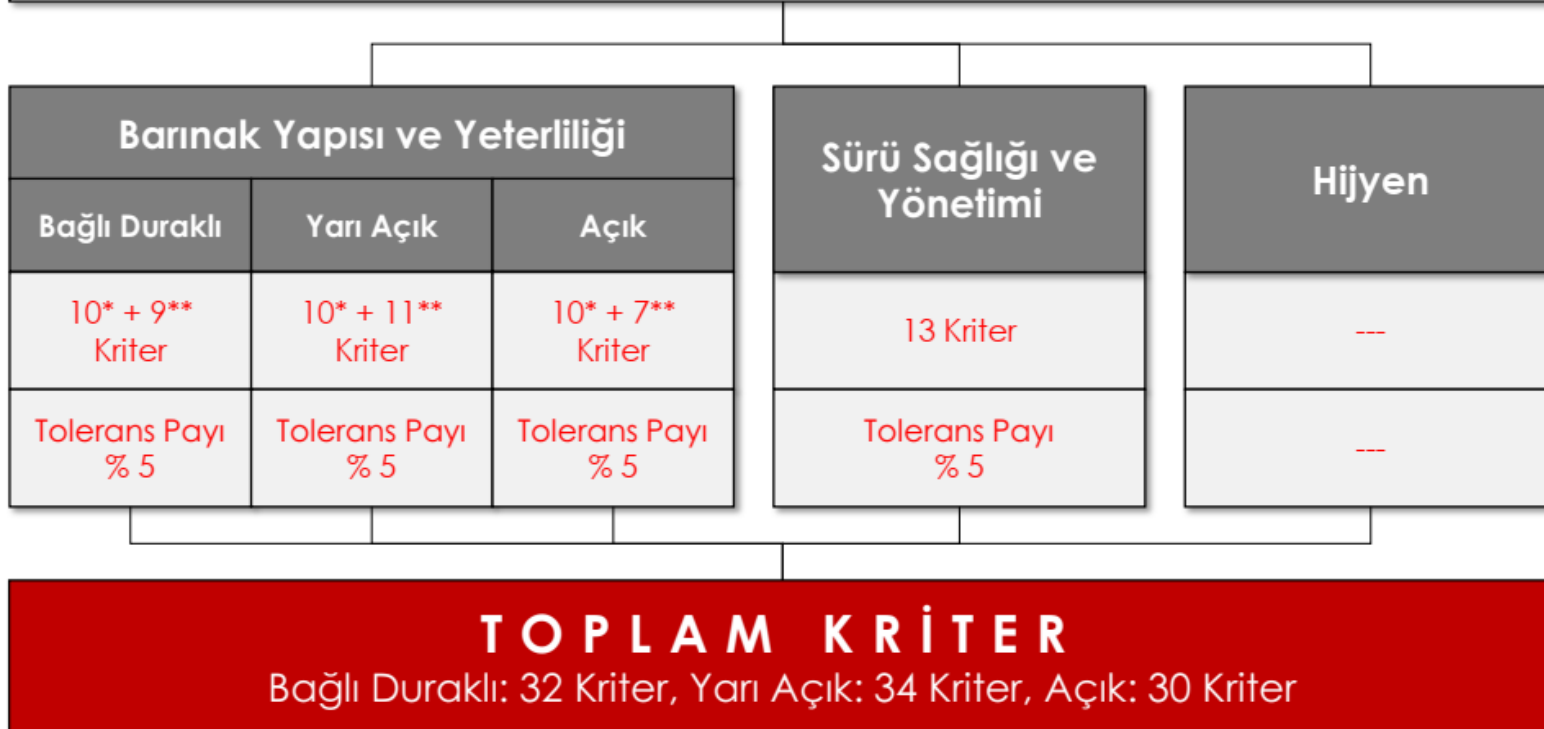 Barınak Yapısı ve Yeterliliği
Bağlı Duraklı
Yarı Açık
Açık
Sürü Sağlığı ve
Yönetimi
Hijyen
10* + 9**
Kriter
10* + 11**
Kriter
10* + 7**
Kriter
13 Kriter
---
Tolerans Payı
% 5
Tolerans Payı
% 5
Tolerans Payı
% 5
Tolerans Payı
% 5
---
TOPLAM KRİTER
Bağlı Duraklı: 32 Kriter, Yarı Açık: 34 Kriter, Açık: 30 Kriter